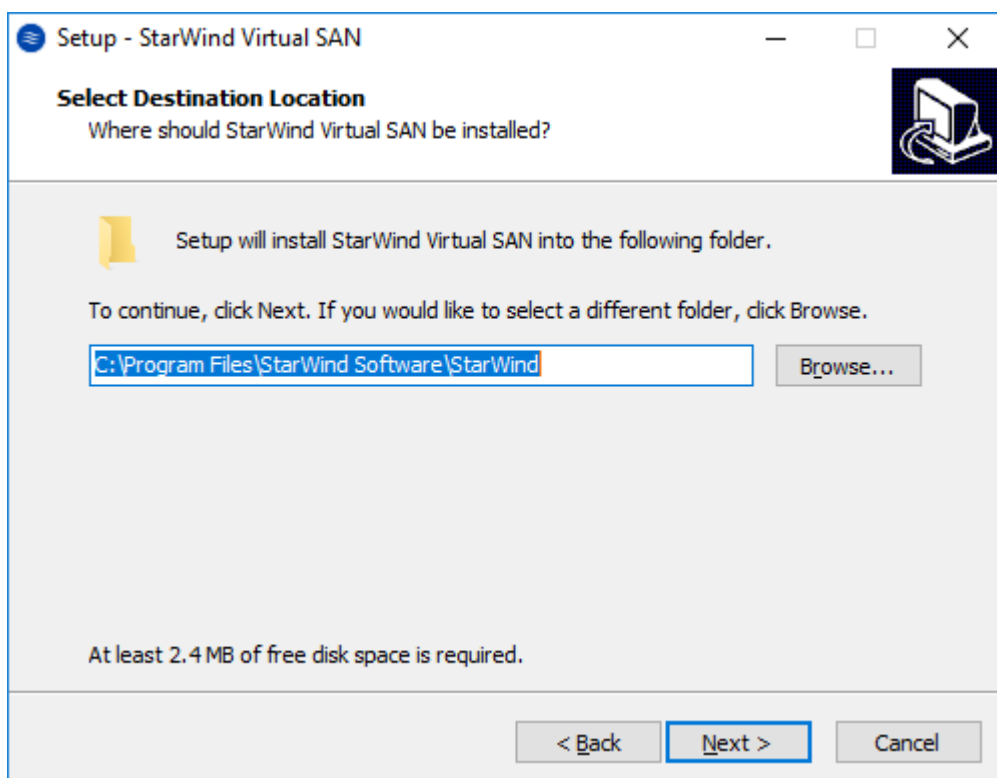 Setup - StarWind Virtual SAN
Select Destination Location
Where should StarWind Virtual SAN be installed?
Setup will install StarWind Virtual SAN into the following folder.
To continue, click Next. If you would like to select a different folder, click Browse.
C:\Program Files\StarWind Software\StarWind
Browse...
At least 2.4 MB of free disk space is required.
< Back
Next >
Cancel